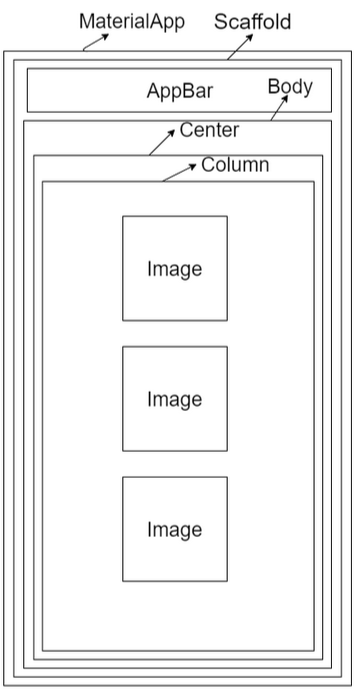 MaterialApp Scaffold
AppBar
Body
Center
Column
Image
Image
Image